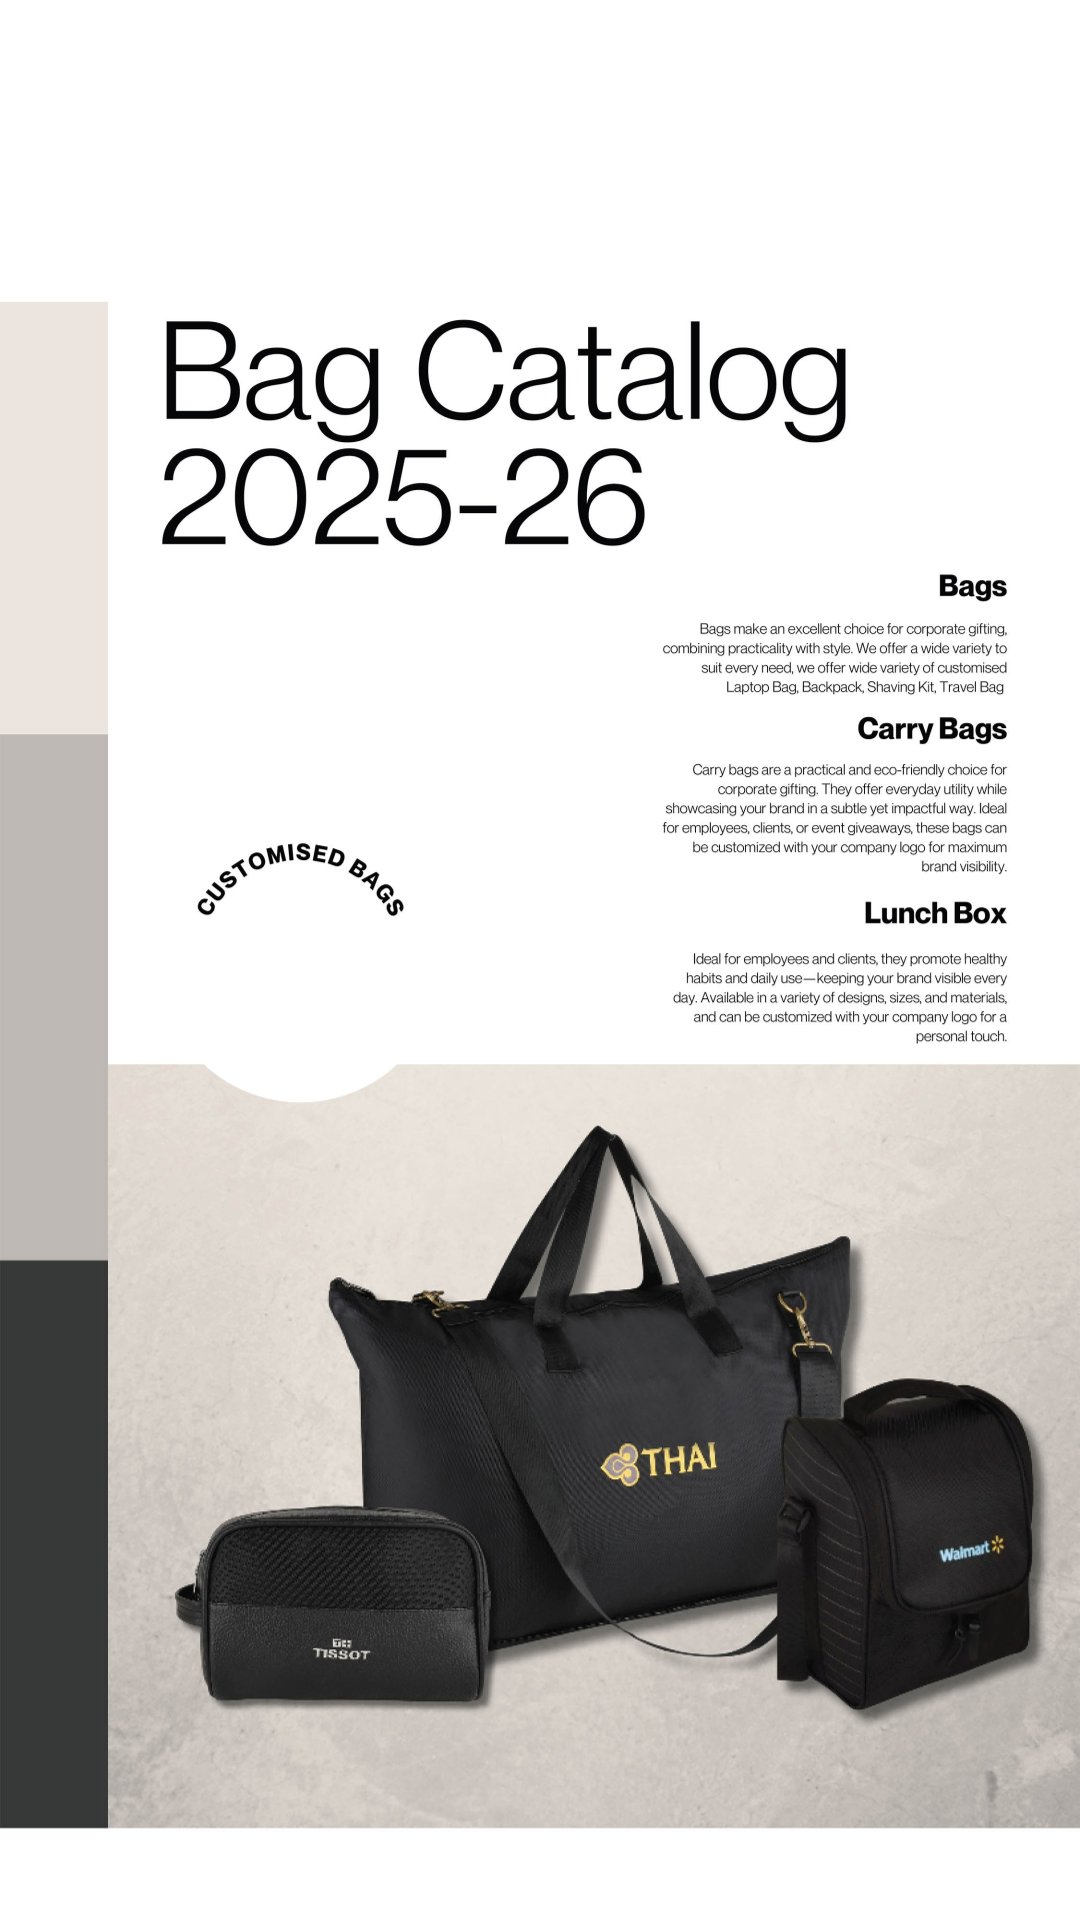 Bag Catalog
2025-26
Bags
Bags make an excellent choice for corporate gifting,
combining practicality with style. We offer a wide variety to
suit every need, we offer wide variety of customised
Laptop Bag, Backpack, Shaving Kit, Travel Bag
Carry Bags
Carry bags are a practical and eco-friendly choice for
corporate gifting. They offer everyday utility while
showcasing your brand in a subtle yet impactful way. Ideal
for employees, clients, or event giveaways, these bags can
be customized with your company logo for maximum
brand visibility.
CUSTOMISED BAGS
Lunch Box
Ideal for employees and clients, they promote healthy
habits and daily use—keeping your brand visible every
day. Available in a variety of designs, sizes, and materials,
and can be customized with your company logo for a
personal touch.
THAI
Walmart
TISSOT